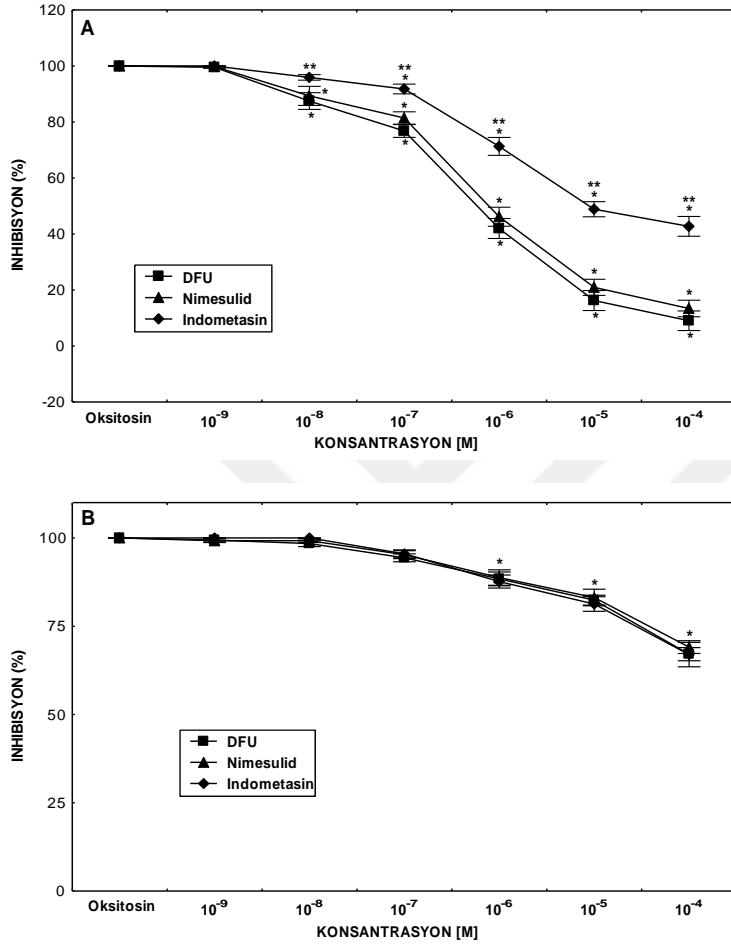 A
120
100
80
60
40
20
0
-20
INHIBISYON (%)
** ** ** ** **
* * * * * *
* * * *
* * * * *
DFU
Nimesulid
Indometasin
Oksitosin 10-9 10-8 10-7 10-6 10-5 10-4
KONSANTRASYON [M]
B
100
75
50
25
0
INHIBISYON (%)
* * *
DFU
Nimesulid
Indometasin
Oksitosin 10-9 10-8 10-7 10-6 10-5 10-4
KONSANTRASYON [M]